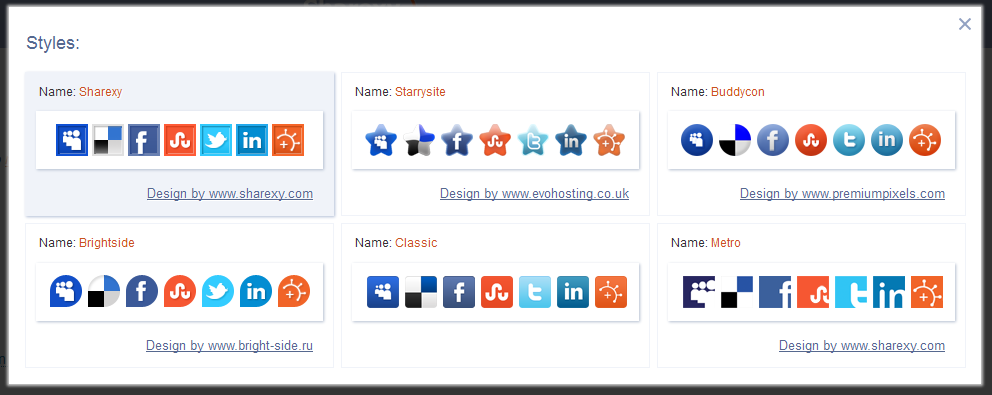 Styles:
Name: Sharexy
Design by www.sharexy.com
Name: Starrysite
Design by www.evohosting.co.uk
Name: Buddycon
Design by www.premiumpixels.com
Name: Brightside
Design by www.bright-side.ru
Name: Classic
Name: Metro
Design by www.sharexy.com